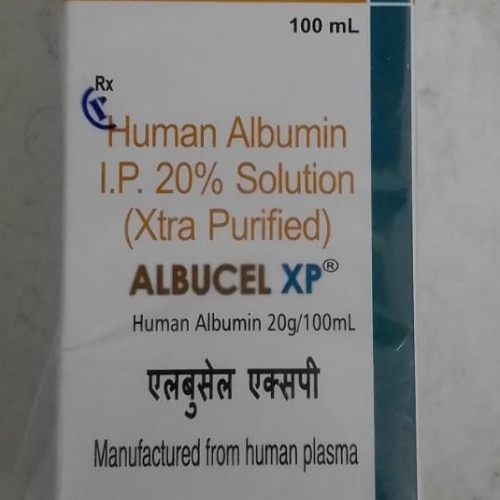 100 mL
Rx
Human Albumin
I.P. 20% Solution
(Xtra Purified)
ALBUCEL XP®
Human Albumin 20g/100mL
एलबुसेल एक्सपी
Manufactured from human plasma